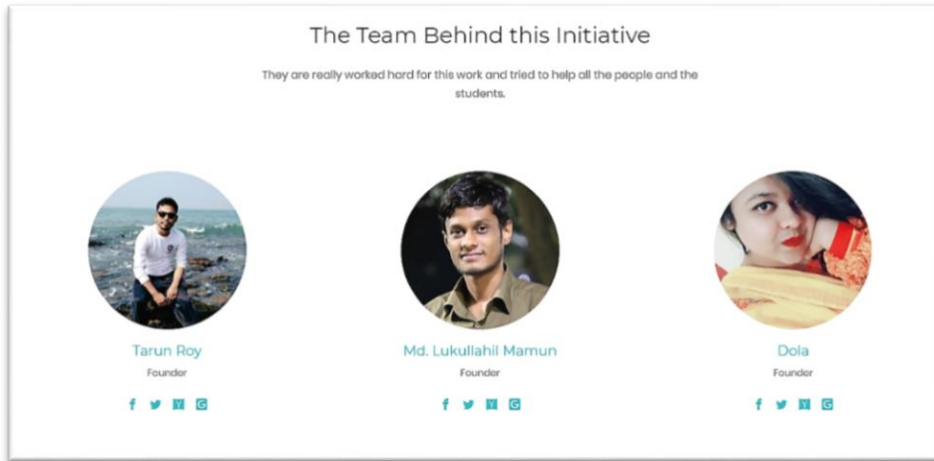 The Team Behind this Initiative
They are really worked hard for this work and tried to help all the people and the
students.
Tarun Roy
Md. Lukullahil Mamun
Dola
Founder
Founder
Founder